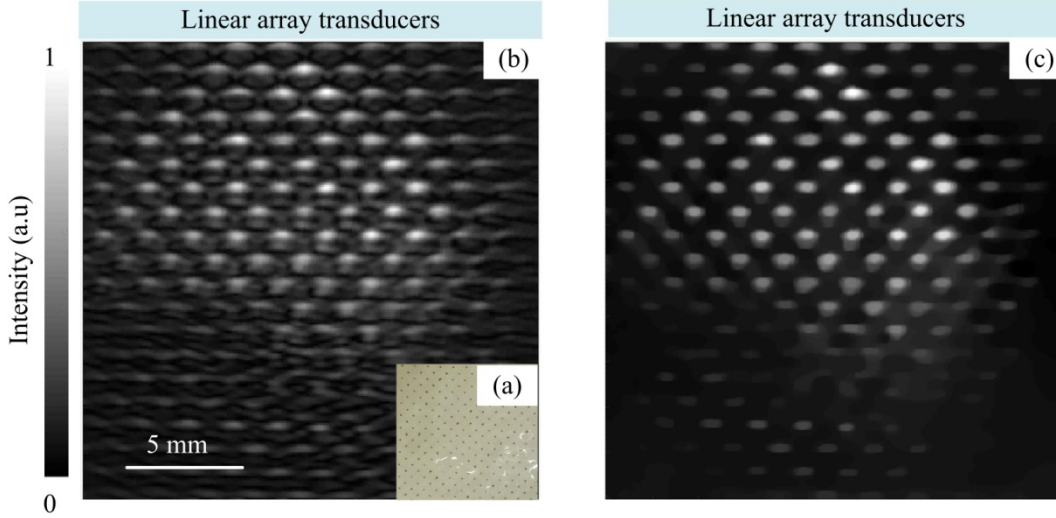 Linear array transducers
Linear array transducers
1
(b)
(c)
Intensity (a.u)
(a)
5 mm
0